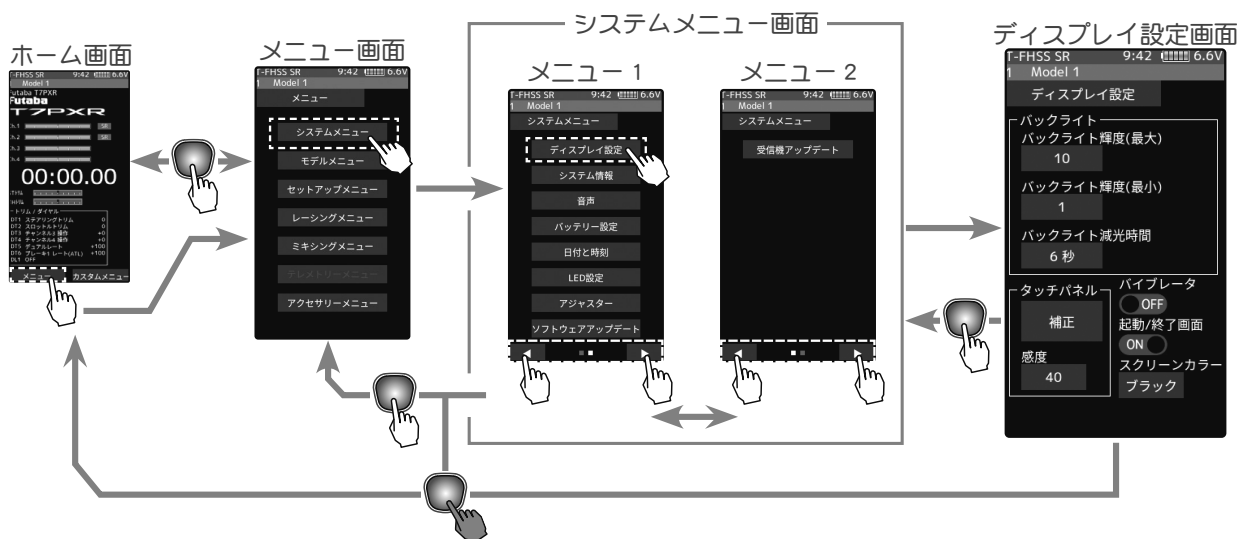 ホーム画面
T-FHSS SR 9:42 6.6V
1 Model 1
Futaba T7PXR
Futaba
T7PXR
Ch.1 SR
Ch.2 SR
Ch.3
Ch.4
00:00.00
トリム / ダイヤル
DT1 ステアリングトリム 0
DT2 スロットルトリム 0
DT3 チャンネル3 操作 +0
DT4 チャンネル4 操作 +0
DT5 デュアルレート +100
DT6 ブレーキ1 レート(ATL) +100
DL1 OFF
メニュー カスタムメニュー
メニュー画面
T-FHSS SR 9:42 6.6V
1 Model 1
メニュー
システムメニュー
モデルメニュー
セットアップメニュー
レーシングメニュー
ミキシングメニュー
テレメトリーメニュー
アクセサリーメニュー
システムメニュー画面
メニュー 1
T-FHSS SR 9:42 6.6V
1 Model 1
システムメニュー
ディスプレイ設定
システム情報
音声
バッテリー設定
日付と時刻
LED設定
アジャスター
ソフトウェアアップデート
メニュー 2
T-FHSS SR 9:42 6.6V
1 Model 1
システムメニュー
受信機アップデート
ディスプレイ設定画面
T-FHSS SR 9:42 6.6V
1 Model 1
ディスプレイ設定
バックライト
バックライト輝度(最大)
10
バックライト輝度(最小)
1
バックライト減光時間
6 秒
タッチパネル
補正
感度
40
バイブレータ
OFF
起動/終了画面
ON
スクリーンカラー
ブラック